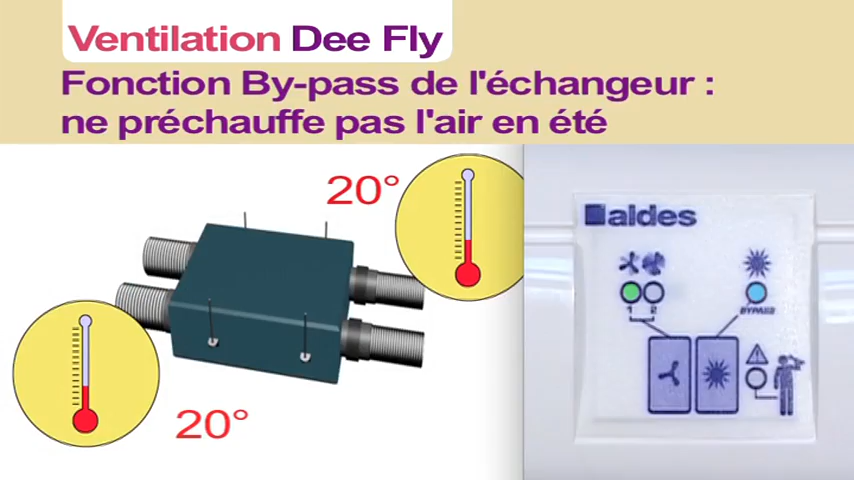 Ventilation Dee Fly
Fonction By-pass de l'échangeur :
ne préchauffe pas l'air en été
20°
20°
aldes
1 2
BYPASS